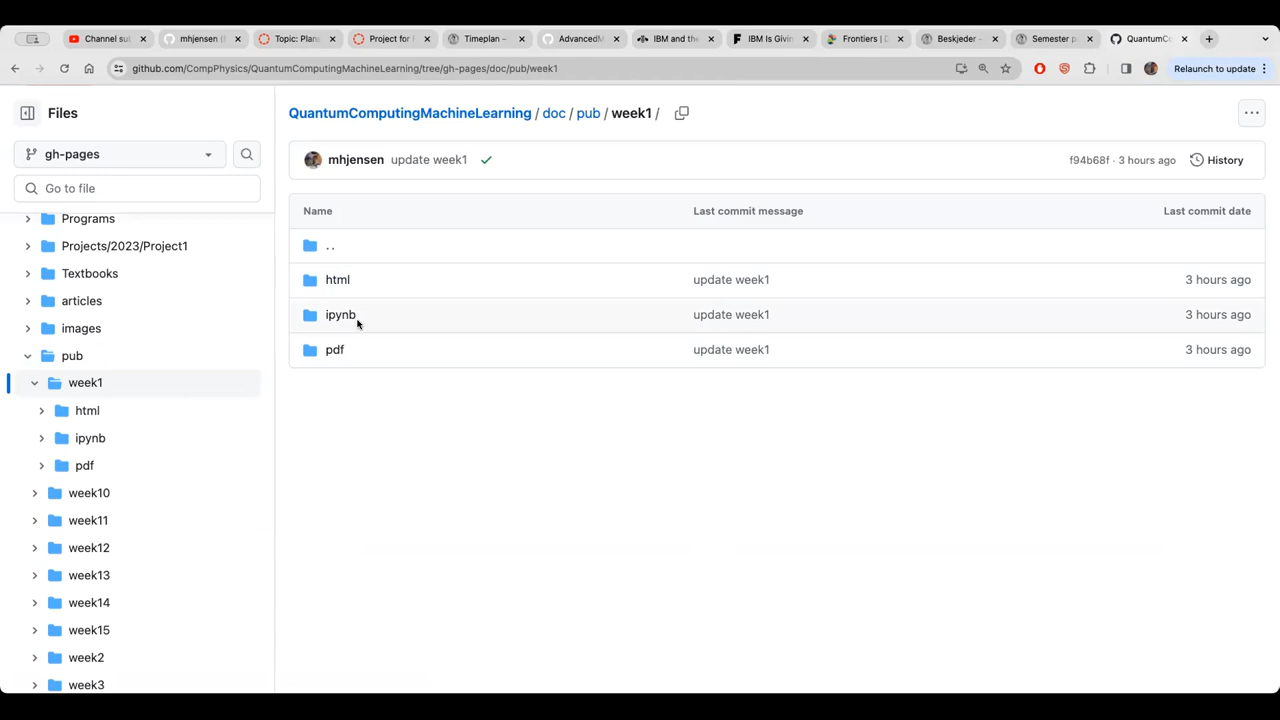 Channel su
mhjensen (
Topic: Plan
Project for
Timeplan –
AdvancedM
IBM and the
IBM Is Givin
Frontiers | D
Beskjeder –
Semester p
QuantumCo
github.com/CompPhysics/QuantumComputingMachineLearning/tree/gh-pages/doc/pub/week1
Relaunch to update
Files
QuantumComputingMachineLearning / doc / pub / week1 /
gh-pages
mhjensen update week1
f94b68f · 3 hours ago
History
Go to file
Name Last commit message Last commit date
Programs
Projects/2023/Project1
Textbooks
articles
images
pub
week1
html
ipynb
pdf
week10
week11
week12
week13
week14
week15
week2
week3
..
html update week1 3 hours ago
ipynb update week1 3 hours ago
pdf update week1 3 hours ago